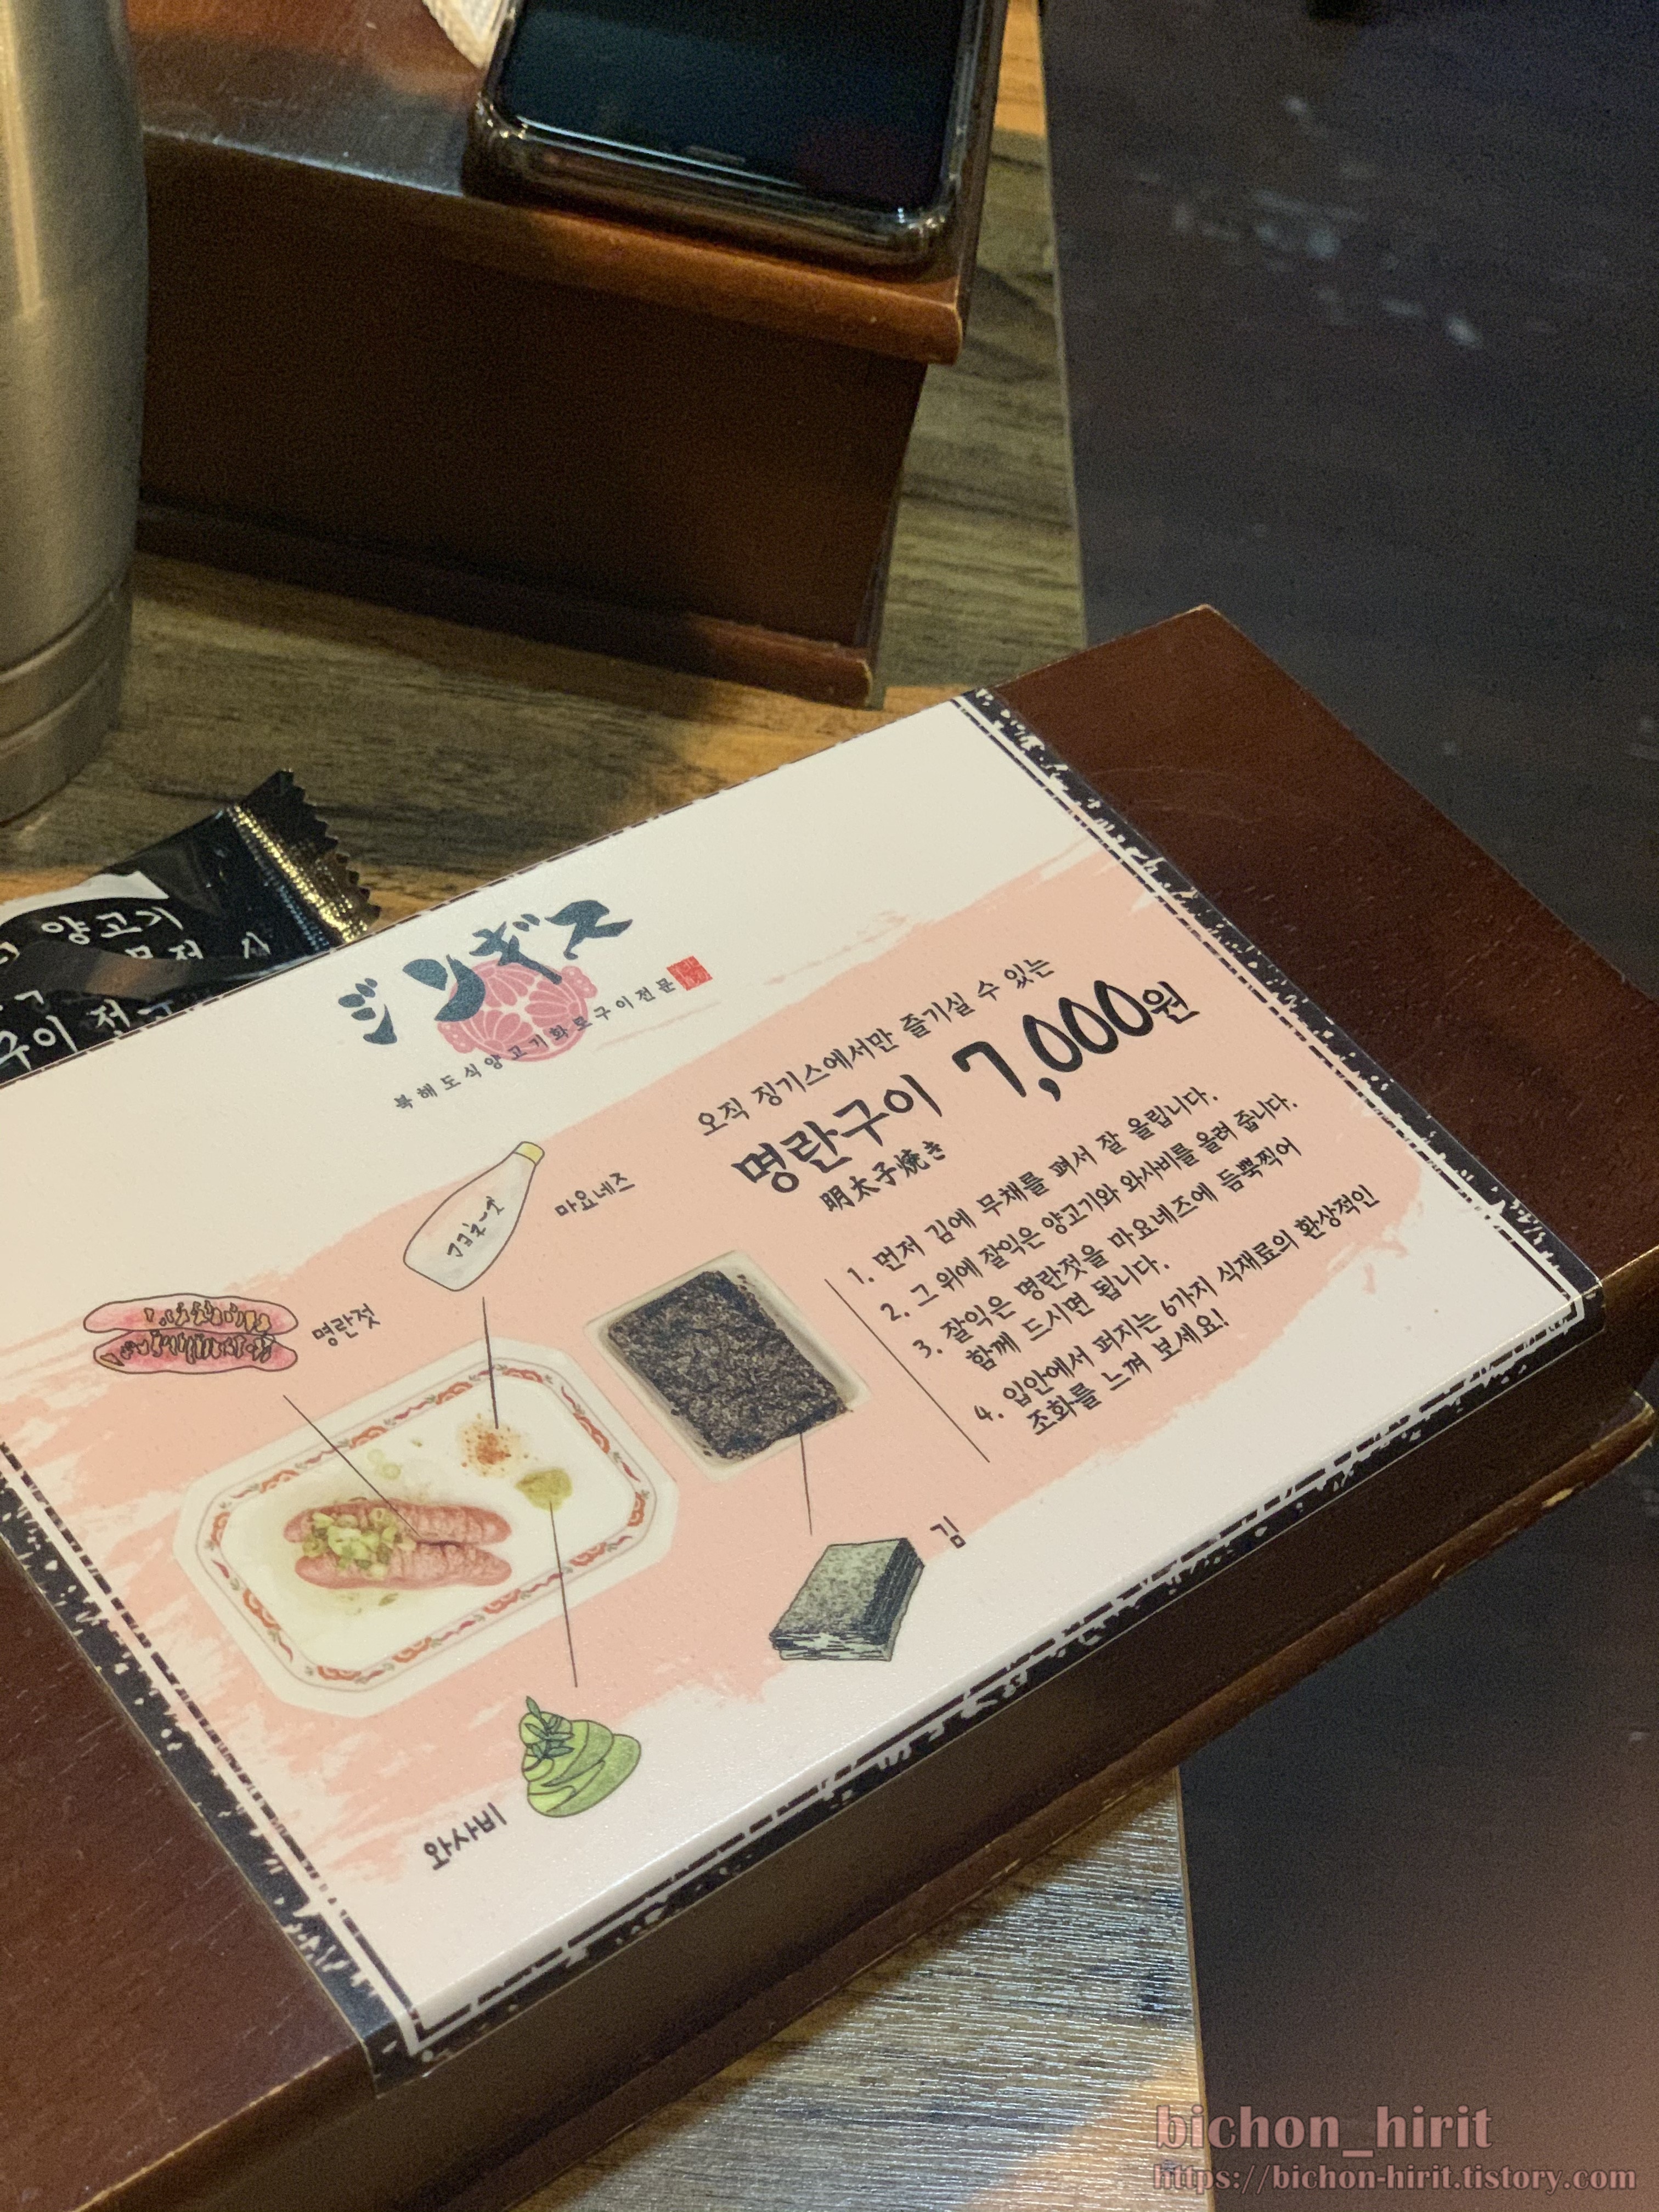 양고기
ジンギス
북해도식양고기화로구이전문
오직 징기스에서만 즐기실 수 있는
명란구이 7,000원
明太子焼き
1. 먼저 김에 무채를 펴서 잘 올립니다.
2. 그 위에 잘익은 양고기와 와사비를 올려 줍니다.
3. 잘익은 명란젓을 마요네즈에 듬뿍찍어
함께 드시면 됩니다.
4. 입안에서 퍼지는 6가지 식재료의 환상적인
조화를 느껴 보세요!
마요네즈
명란젓
김
와사비
bichon_hirit
https://bichon-hirit.tistory.com